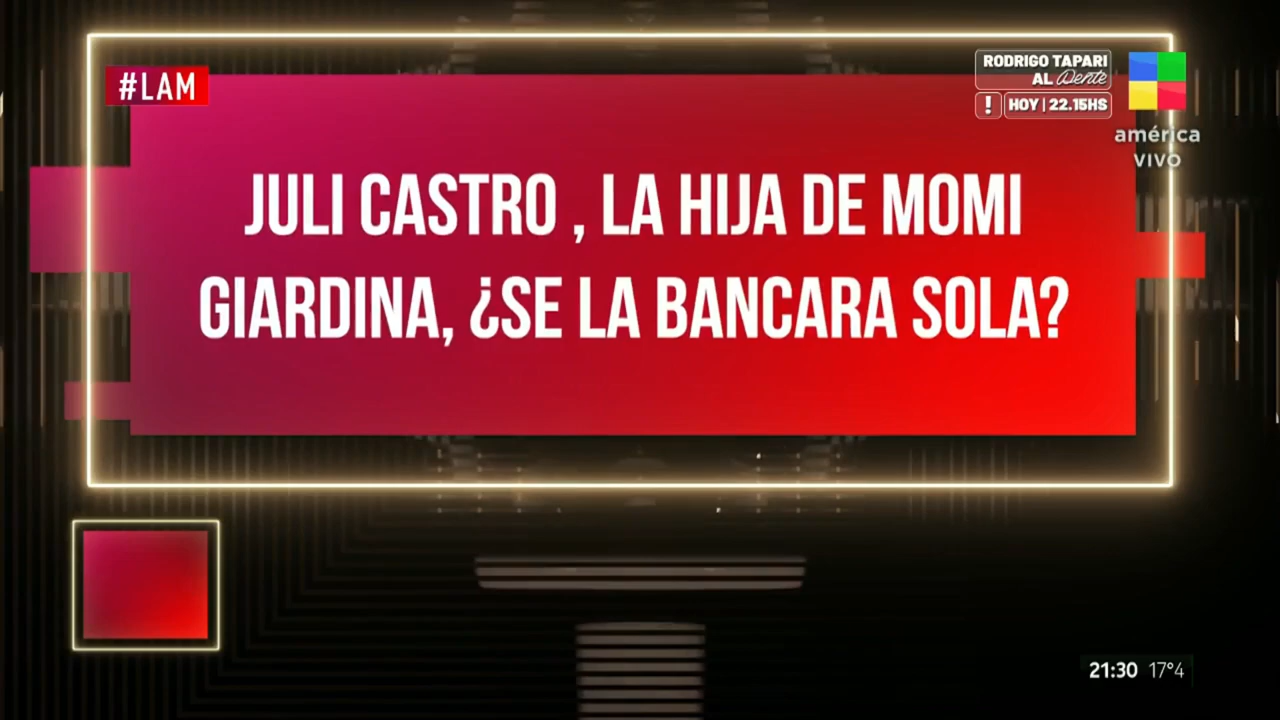 #LAM
RODRIGO TAPARI
AL Dente
! HOY | 22.15HS
américa
VIVO
JULI CASTRO , LA HIJA DE MOMI
GIARDINA, ¿SE LA BANCARA SOLA?
21:30 17°4